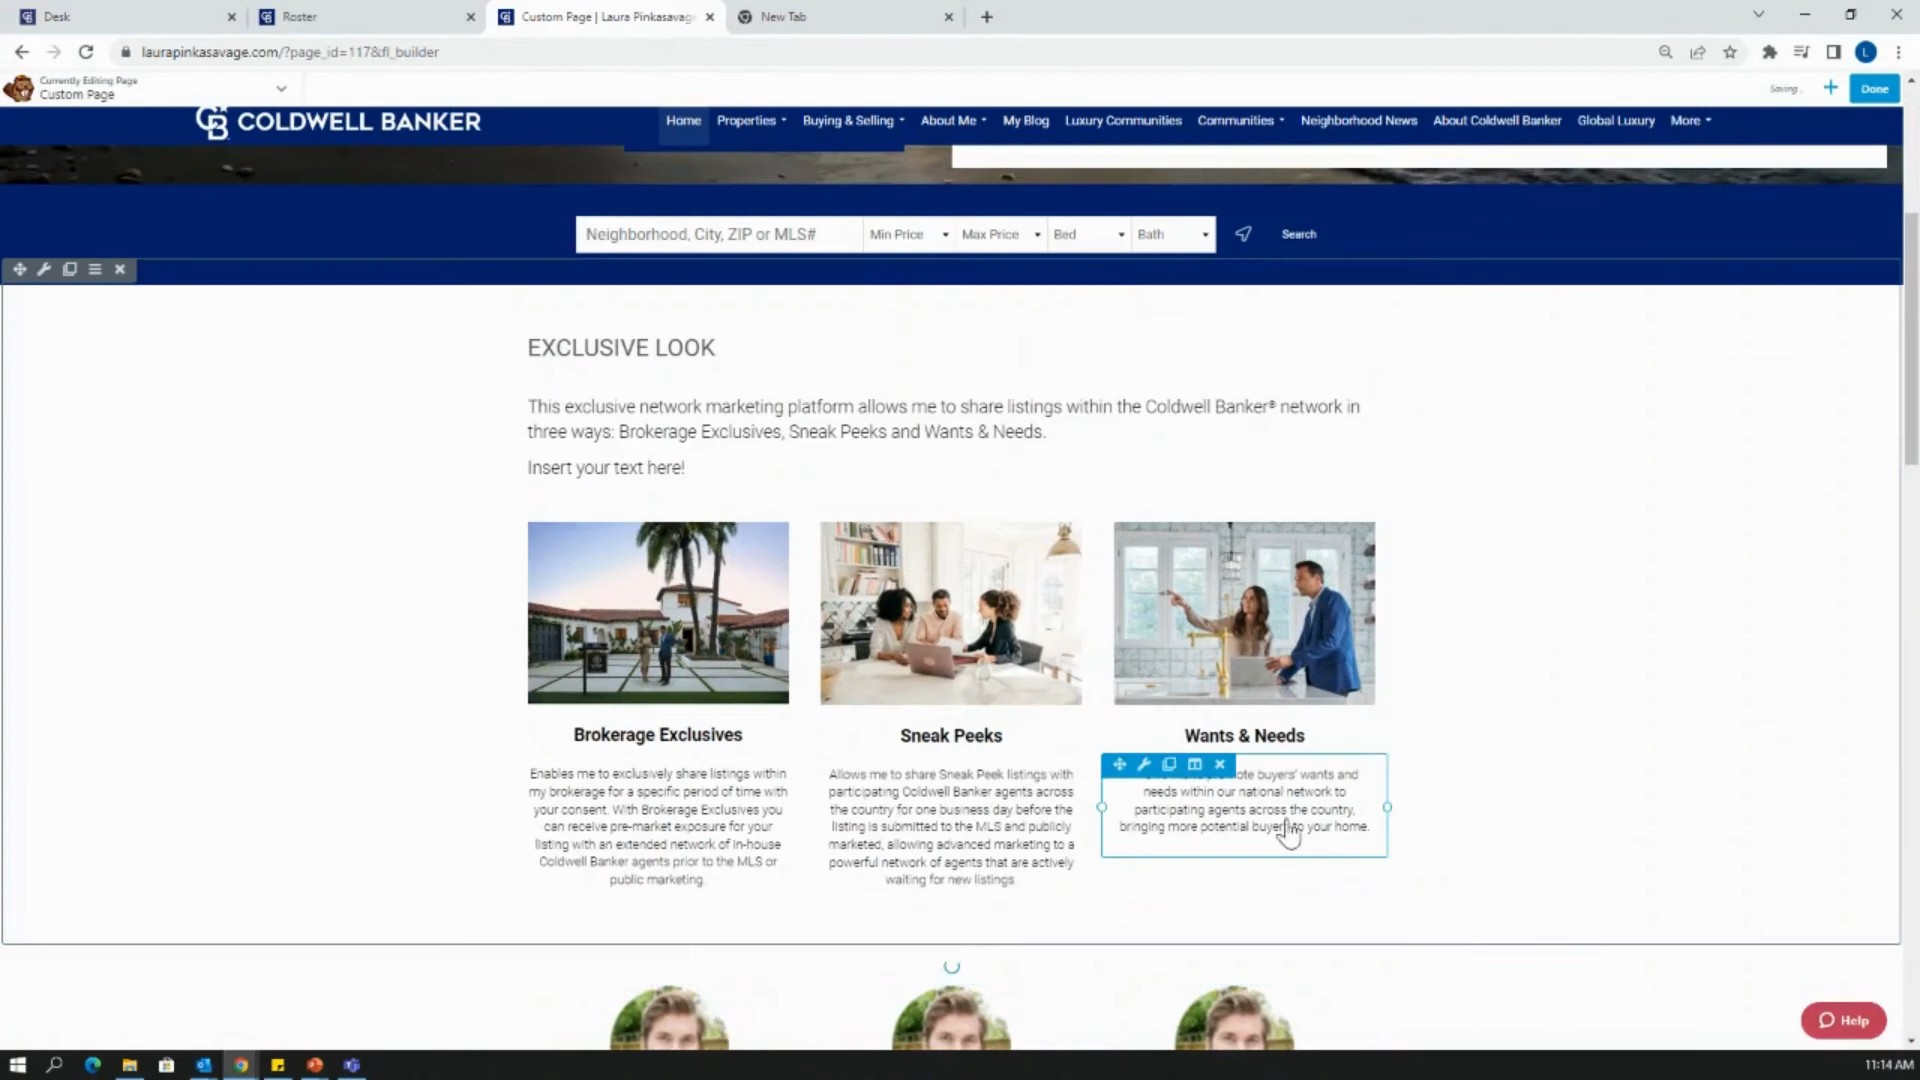 Desk
Roster
Custom Page | Laura Pinkasavag
New Tab
laurapinkasavage.com/?page_id=117&fl_builder
L
Currently Editing Page
Custom Page
Saving...
Done
COLDWELL BANKER
Home
Properties
Buying & Selling
About Me
My Blog
Luxury Communities
Communities
Neighborhood News
About Coldwell Banker
Global Luxury
More
Neighborhood, City, ZIP or MLS#
Min Price
Max Price
Bed
Bath
Search
EXCLUSIVE LOOK
This exclusive network marketing platform allows me to share listings within the Coldwell Banker® network in
three ways: Brokerage Exclusives, Sneak Peeks and Wants & Needs.
Insert your text here!
Brokerage Exclusives
Enables me to exclusively share listings within
my brokerage for a specific period of time with
your consent. With Brokerage Exclusives you
can receive pre-market exposure for your
listing with an extended network of in-house
Coldwell Banker agents prior to the MLS or
public marketing.
Sneak Peeks
Allows me to share Sneak Peek listings with
participating Coldwell Banker agents across
the country for one business day before the
listing is submitted to the MLS and publicly
marketed, allowing advanced marketing to a
powerful network of agents that are actively
waiting for new listings.
Wants & Needs
buyers' wants and
needs within our national network to
participating agents across the country,
bringing more potential to your home.
Help
11:14 AM